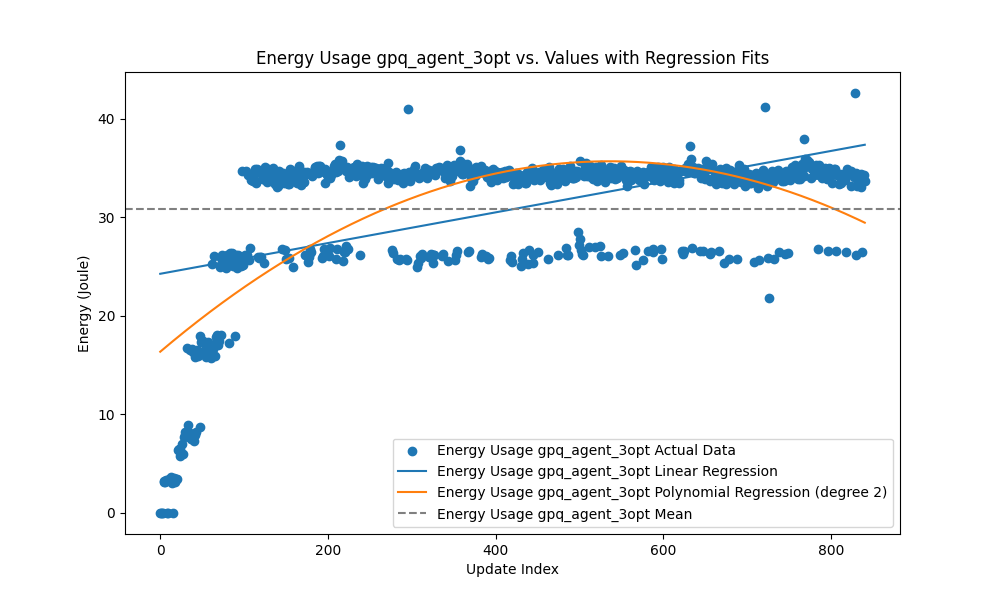 Energy Usage gpq_agent_3opt vs. Values with Regression Fits
Energy (Joule)
40
30
20
10
0
0 200 400 600 800
Update Index
Energy Usage gpq_agent_3opt Actual Data
Energy Usage gpq_agent_3opt Linear Regression
Energy Usage gpq_agent_3opt Polynomial Regression (degree 2)
Energy Usage gpq_agent_3opt Mean